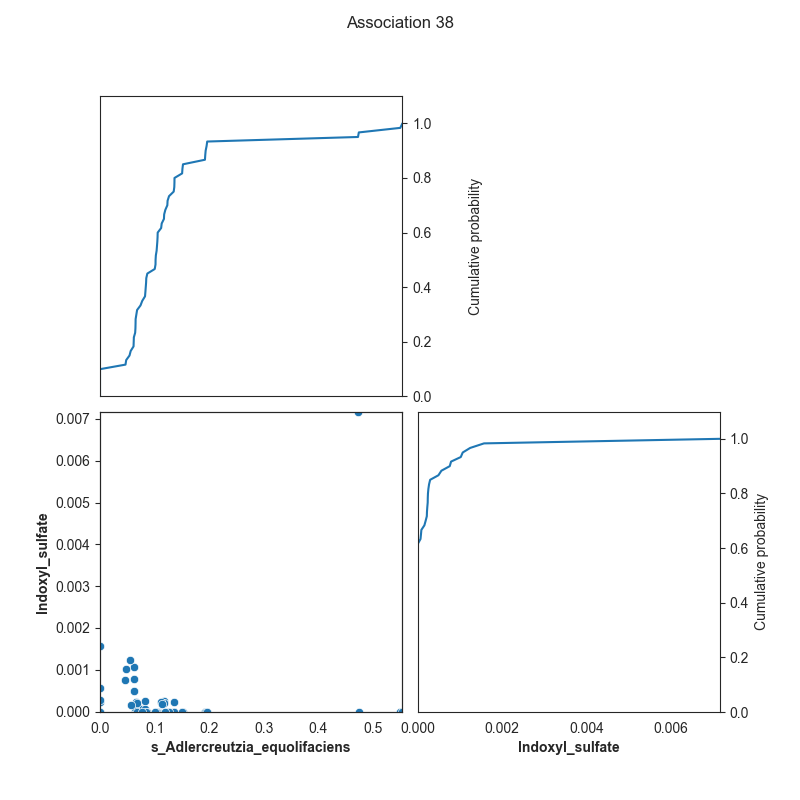 Association 38
1.0
0.8
0.6
0.4
0.2
0.0
Cumulative probability
0.007
0.006
0.005
0.004
0.003
0.002
0.001
0.000
Indoxyl_sulfate
0.0 0.1 0.2 0.3 0.4 0.5
s_Adlercreutzia_equolifaciens
1.0
0.8
0.6
0.4
0.2
0.0
Cumulative probability
0.000 0.002 0.004 0.006
Indoxyl_sulfate